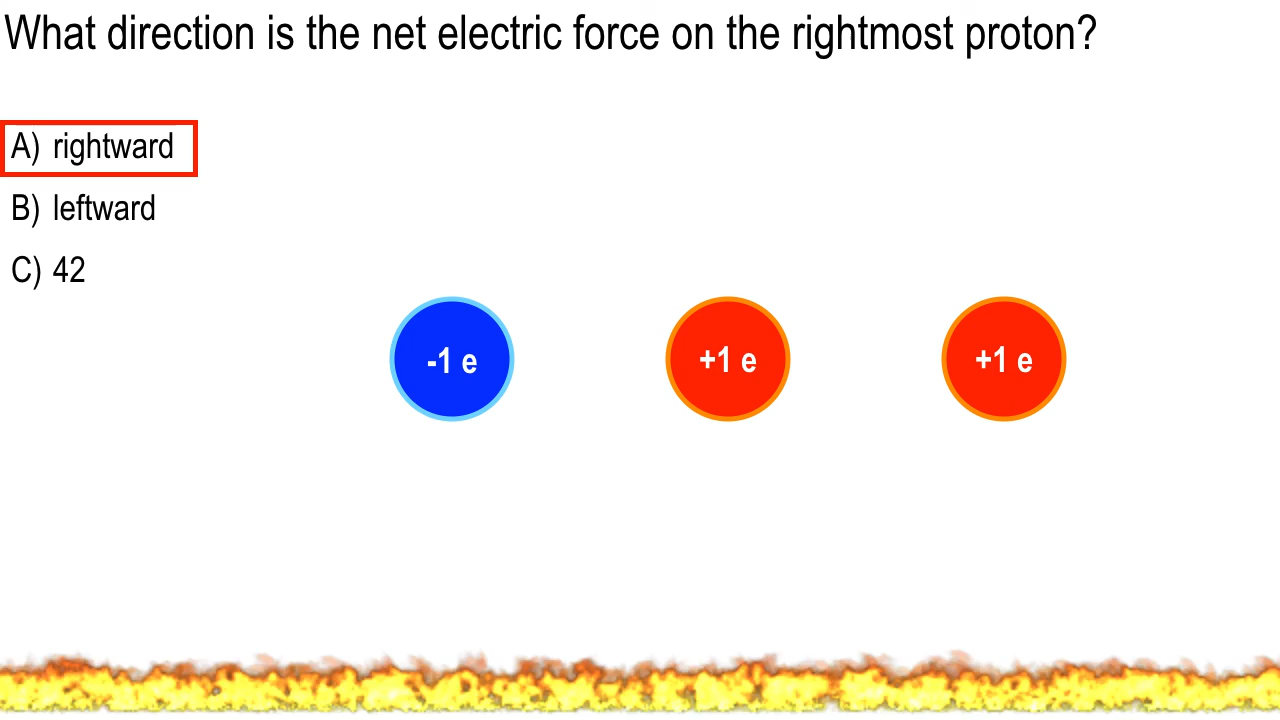 What direction is the net electric force on the rightmost proton?
A) rightward
B) leftward
C) 42
-1 e +1 e +1 e